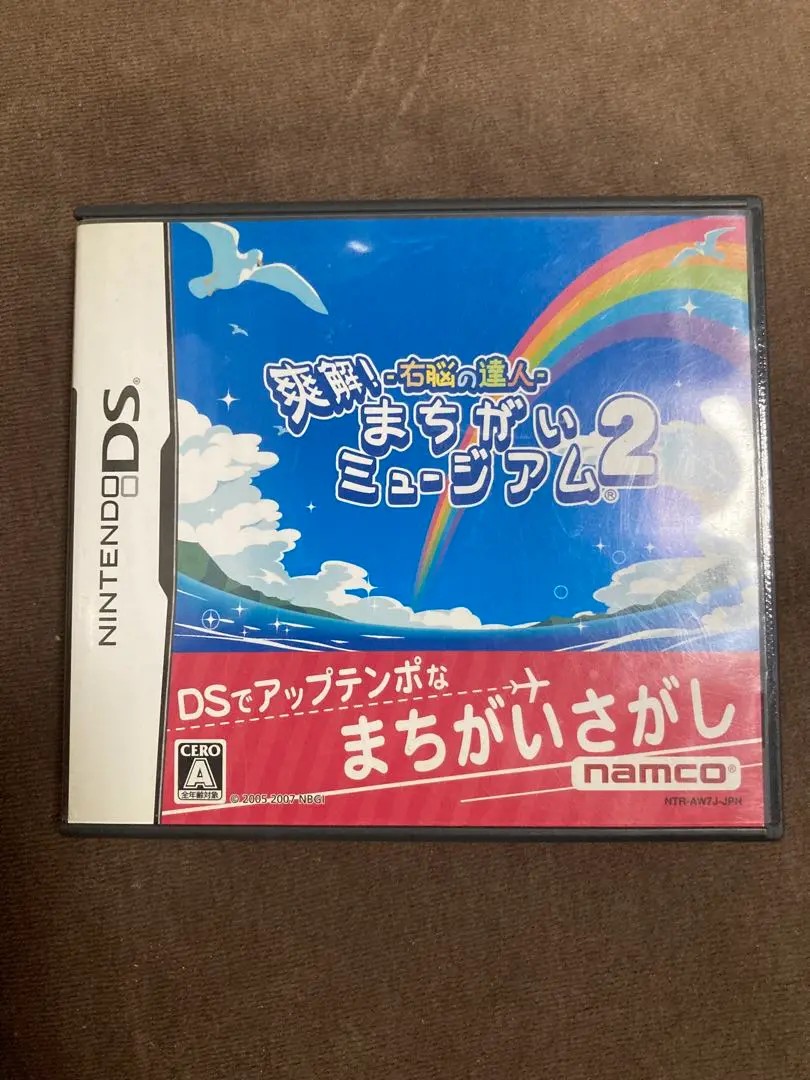 NINTENDO DS®
-右脳の達人-
爽解!
まちがい
ミュージアム2®
DSでアップテンポな
まちがいさがし
CERO
A
全年齢対象
© 2005 2007 NBGI
namco®
NTR-AW7J-JPN